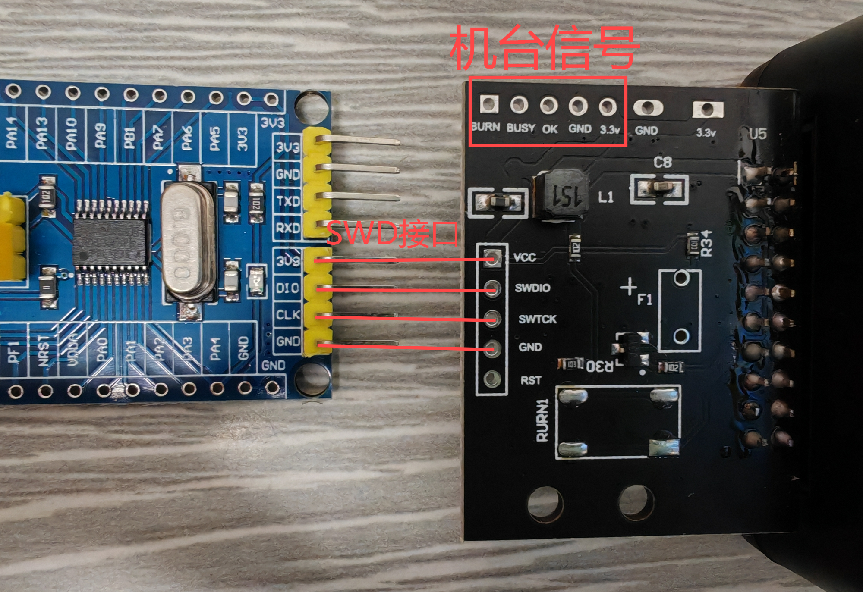 机台信号
BURN BUSY OK GND 3.3v GND 3.3v
PA14 PA13 PA10 PA9 PB1 PA7 PA6 PA5 3V3 3V3
U5
3V3
GND
TXD
RXD
C8
151
L1
102
SWD接口
R34
3V3
DIO
CLK
GND
VCC
SWDIO
SWTCK
GND
RST
+
F1
PF1 NRST VDDA PA0 PA1 PA2 PA3 PA4 GND GND
R30
RURN1